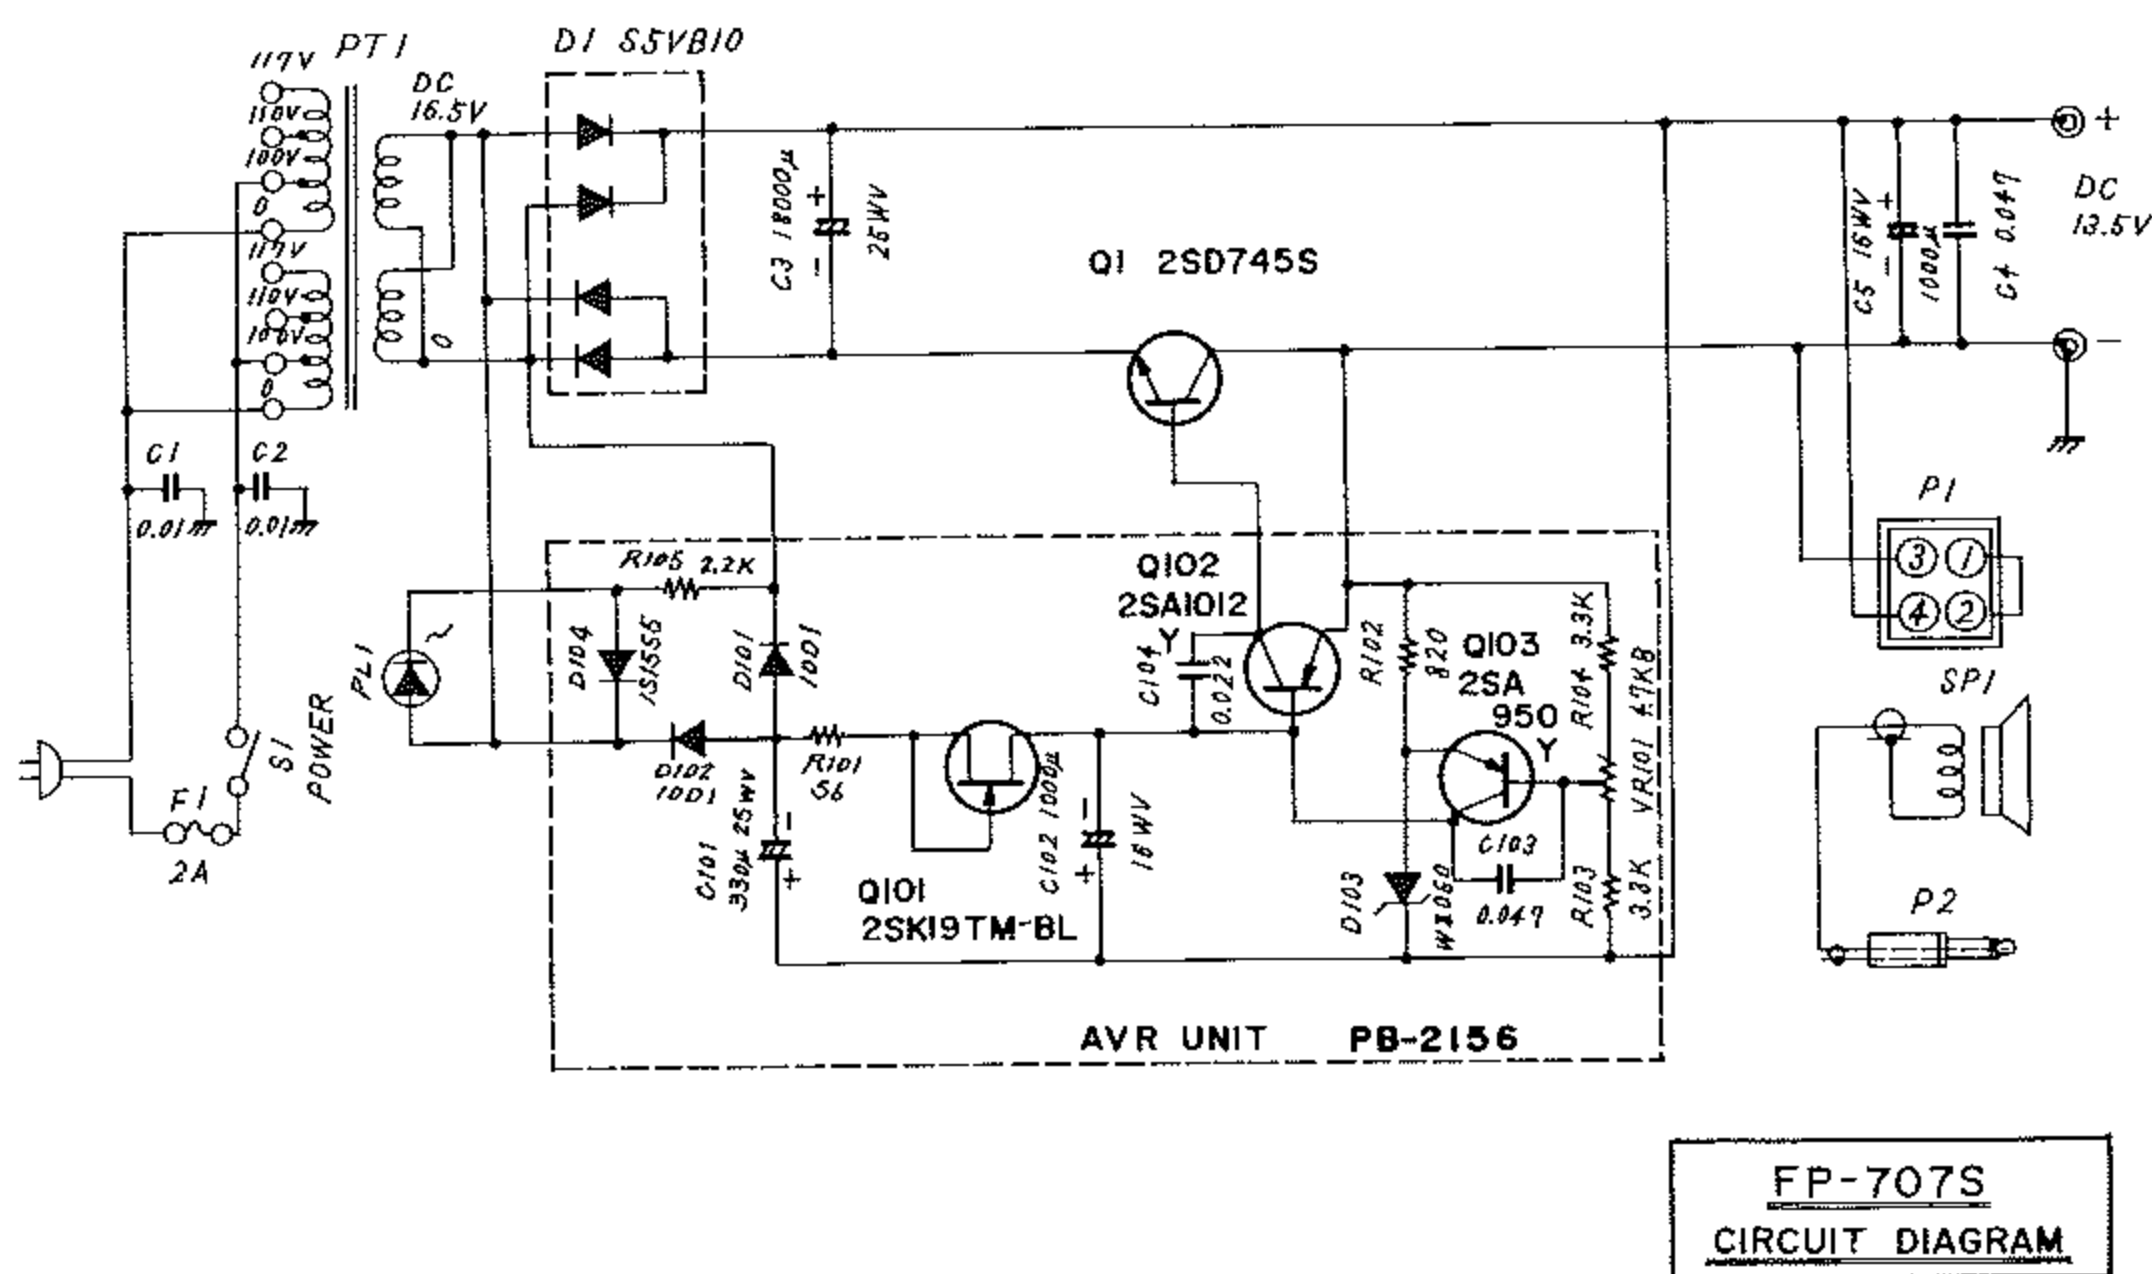 PT1
D1 S5VB10
117V
110V
100V
0
117V
110V
100V
0
DC
16.5V
0
C3 18000μ
+
-
25WV
Q1 2SD745S
C5 16WV
+
-
1000μ
C4 0.047
+
DC
13.5V
-
C1
0.01
C2
0.01
S1
POWER
F1
2A
PL1
R105 2.2K
D104
1S1555
D101
10D1
D102
10D1
R101
56
C101
330μ 25WV
-
+
Q101
2SK19TM-BL
C102 1000μ
-
+
16WV
Q102
2SA1012
Y
C104
0.022
R102
820
Q103
2SA
950
Y
R104 3.3K
VR101 4.7KB
C103
0.047
D103
R103
3.3K
P1
3 1
4 2
SP1
P2
AVR UNIT PB-2156
FP-707S
CIRCUIT DIAGRAM